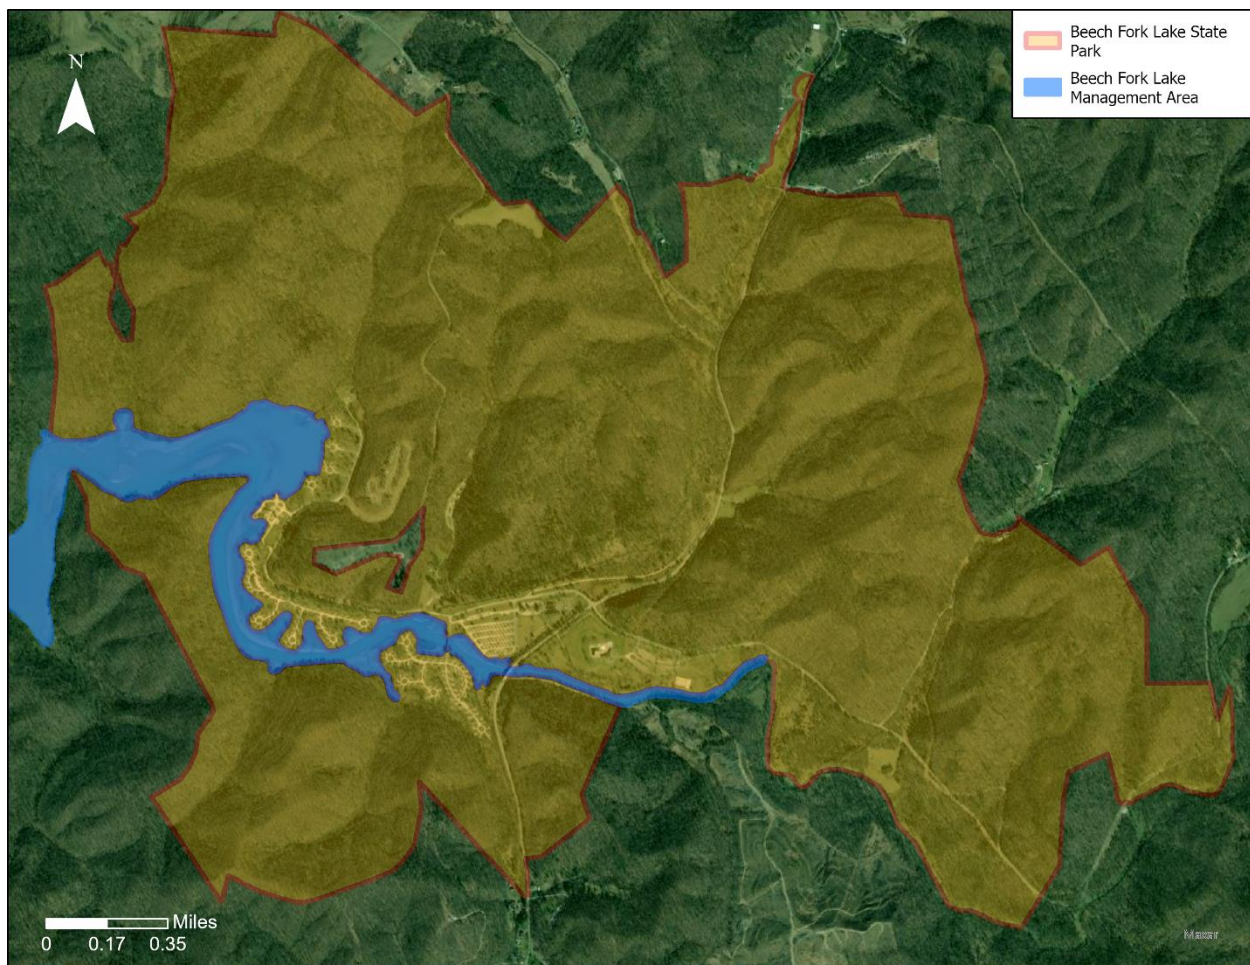 Beech Fork Lake State
Park
Beech Fork Lake
Management Area
N
Miles
0 0.17 0.35
Maxar